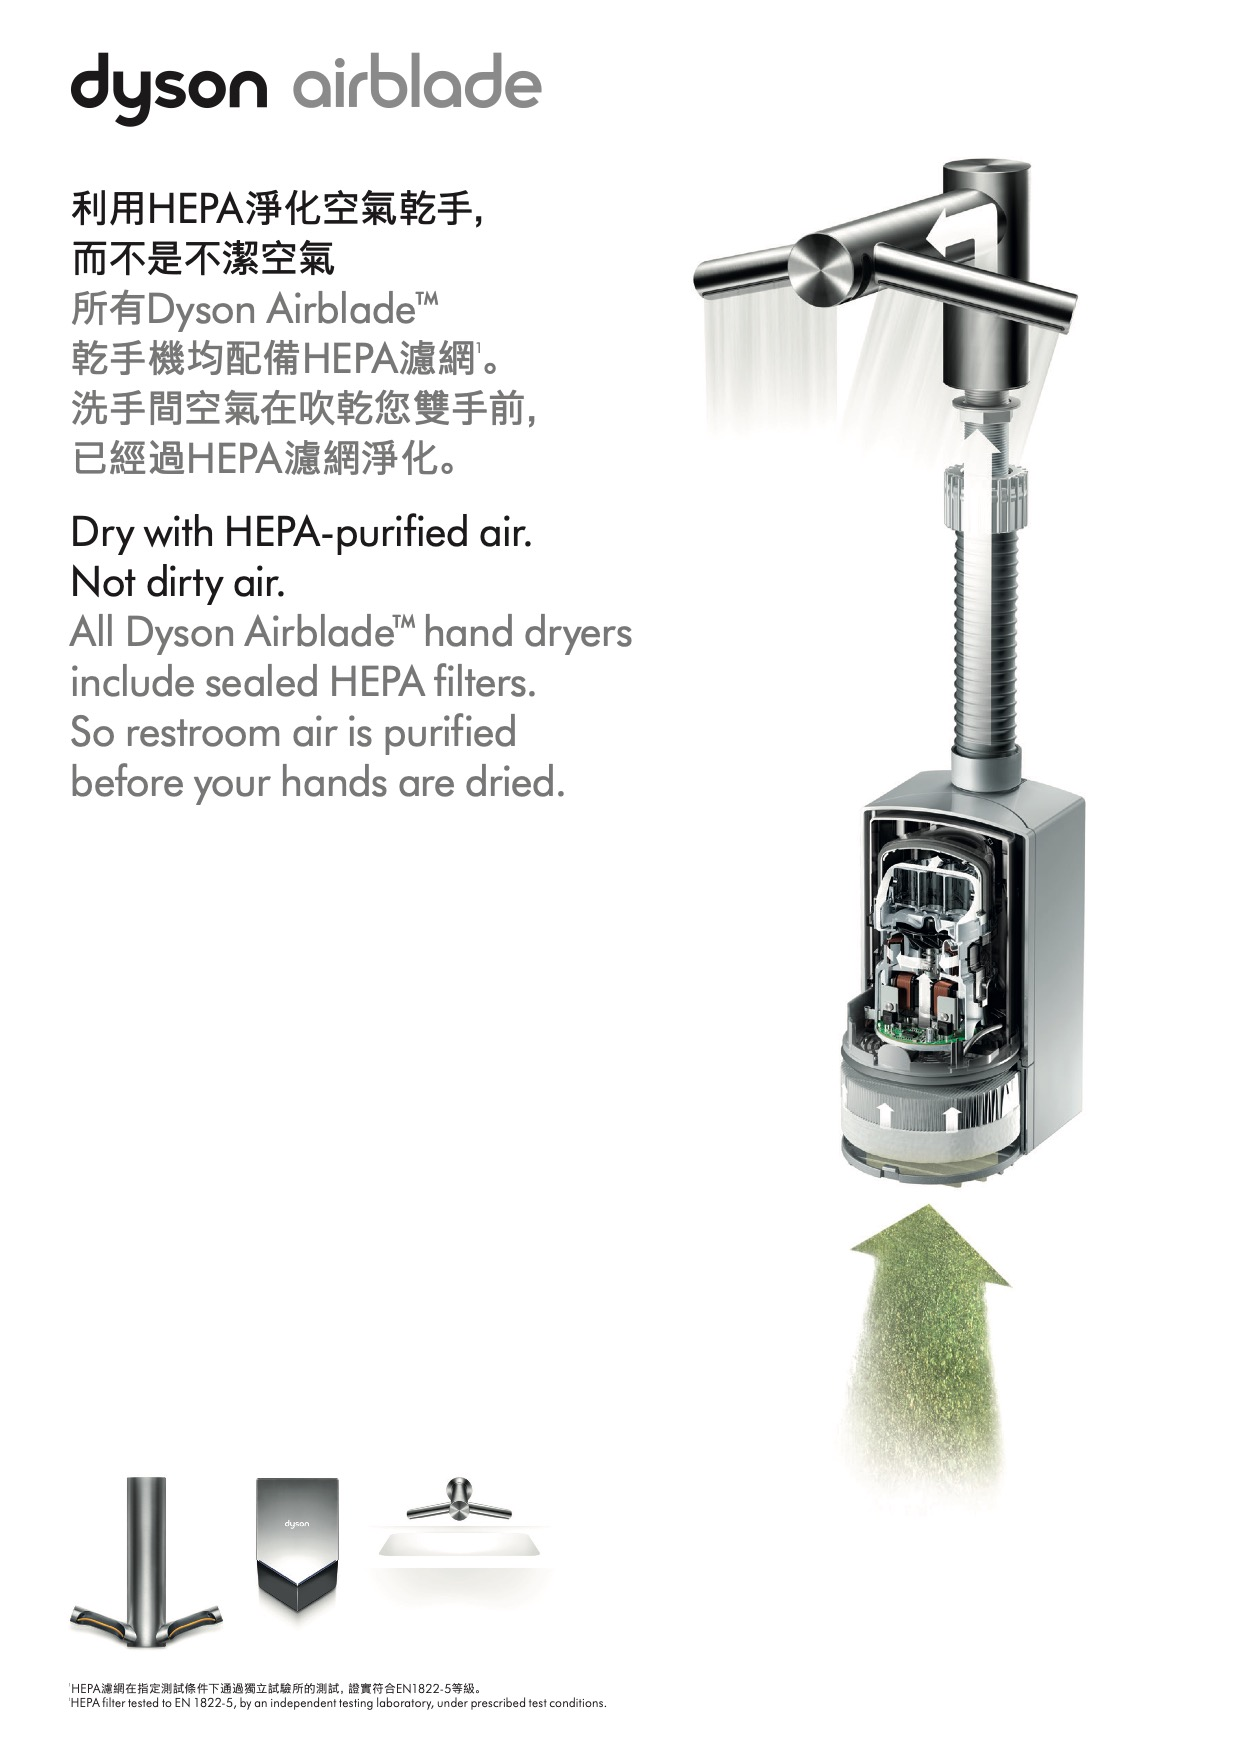 dyson airblade
利用HEPA淨化空氣乾手,
而不是不潔空氣
所有Dyson Airblade™
乾手機均配備HEPA濾網¹。
洗手間空氣在吹乾您雙手前,
已經過HEPA濾網淨化。
Dry with HEPA-purified air.
Not dirty air.
All Dyson Airblade™ hand dryers
include sealed HEPA filters.
So restroom air is purified
before your hands are dried.
dyson
¹HEPA濾網在指定測試條件下通過獨立試驗所的測試, 證實符合EN1822-5等級。
¹HEPA filter tested to EN 1822-5, by an independent testing laboratory, under prescribed test conditions.